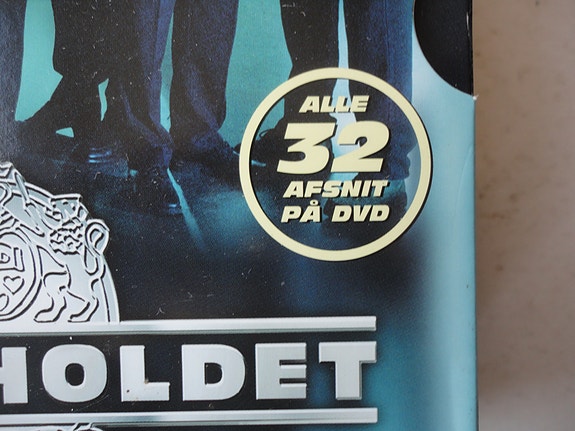 ALLE
32
AFSNIT
PÅ DVD
HOLDET